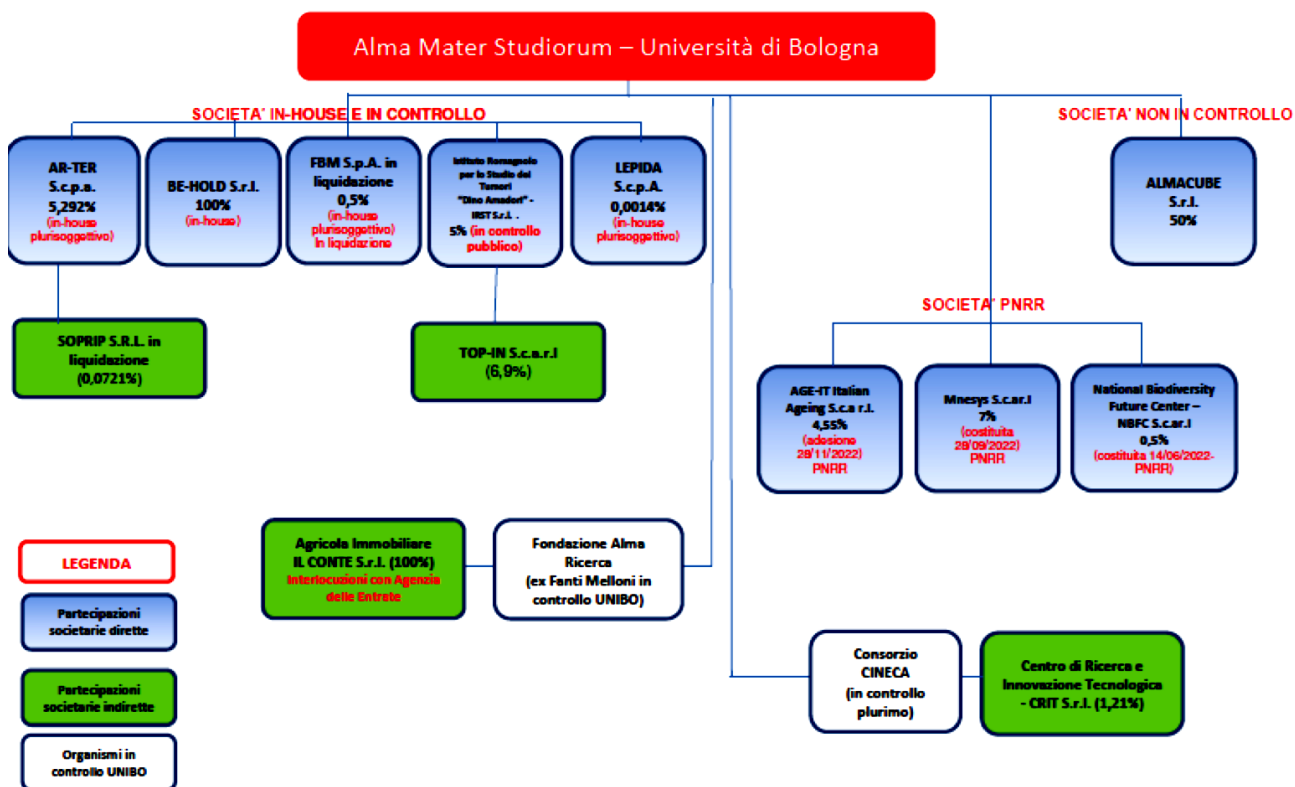 Alma Mater Studiorum – Università di Bologna
SOCIETA' IN-HOUSE E IN CONTROLLO
SOCIETA' NON IN CONTROLLO
AR-TER
S.c.p.a.
5,292%
(in-house
plurisoggettivo)
BE-HOLD S.r.l.
100%
(in-house)
FBM S.p.A. in
liquidazione
0,5%
(in-house
plurisoggettivo)
In liquidazione
Istituto Romagnolo
per lo Studio dei
Tumori
"Dino Amadori" -
IRST S.r.l. .
5% (in controllo
pubblico)
LEPIDA
S.c.p.A.
0,0014%
(in-house
plurisoggettivo)
ALMACUBE
S.r.l.
50%
SOPRIP S.R.L. in
liquidazione
(0,0721%)
TOP-IN S.c.a.r.l
(6,9%)
SOCIETA' PNRR
AGE-IT Italian
Ageing S.c.a r.l.
4,55%
(adesione
28/11/2022)
PNRR
Mnesys S.c.ar.l
7%
(costituita
28/09/2022)
PNRR
National Biodiversity
Future Center –
NBFC S.c.ar.l
0,5%
(costituita 14/06/2022-
PNRR)
Agricola Immobiliare
IL CONTE S.r.l. (100%)
Interlocuzioni con Agenzia
delle Entrate
Fondazione Alma
Ricerca
(ex Fanti Melloni in
controllo UNIBO)
Consorzio
CINECA
(in controllo
plurimo)
Centro di Ricerca e
Innovazione Tecnologica
- CRIT S.r.l. (1,21%)
LEGENDA
Partecipazioni
societarie dirette
Partecipazioni
societarie indirette
Organismi in
controllo UNIBO